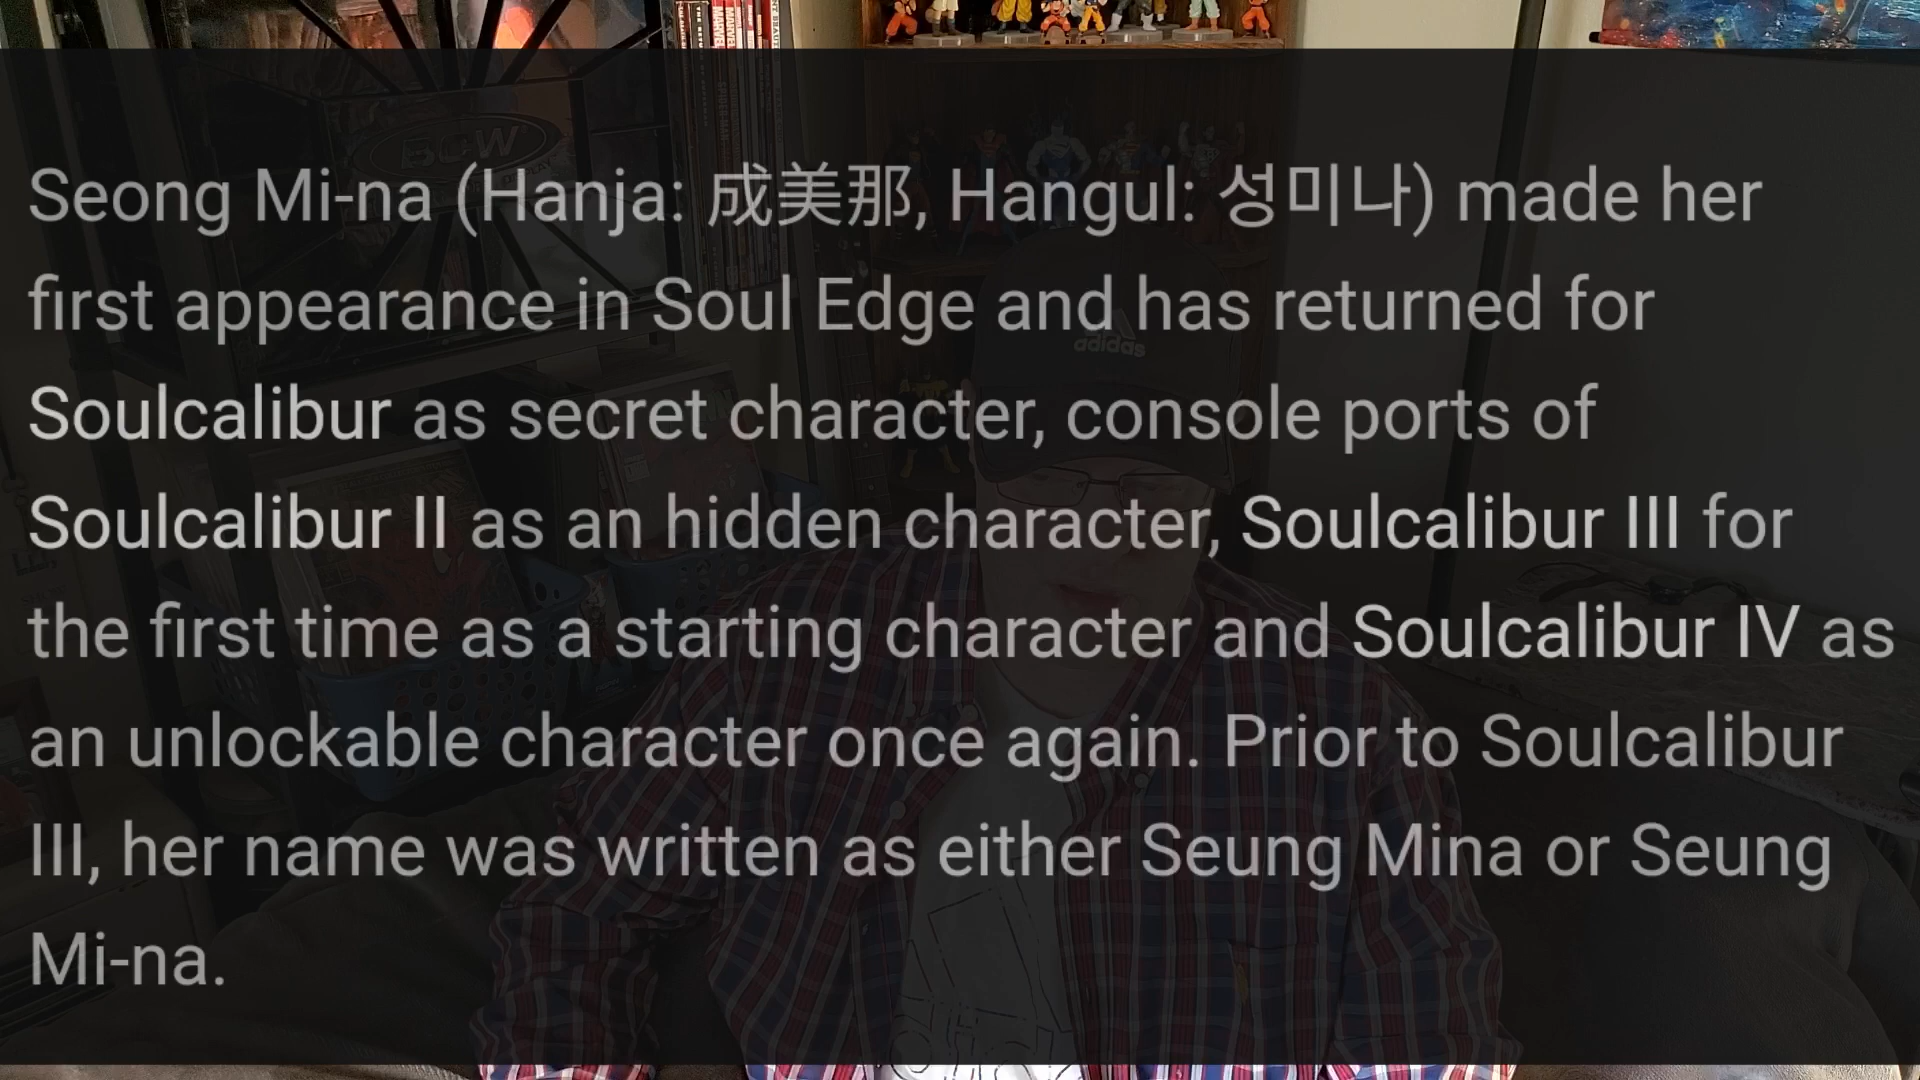 Seong Mi-na (Hanja: 成美那, Hangul: 성미나) made her
first appearance in Soul Edge and has returned for
Soulcalibur as secret character, console ports of
Soulcalibur II as an hidden character, Soulcalibur III for
the first time as a starting character and Soulcalibur IV as
an unlockable character once again. Prior to Soulcalibur
III, her name was written as either Seung Mina or Seung
Mi-na.
BCW
adidas
MARVEL